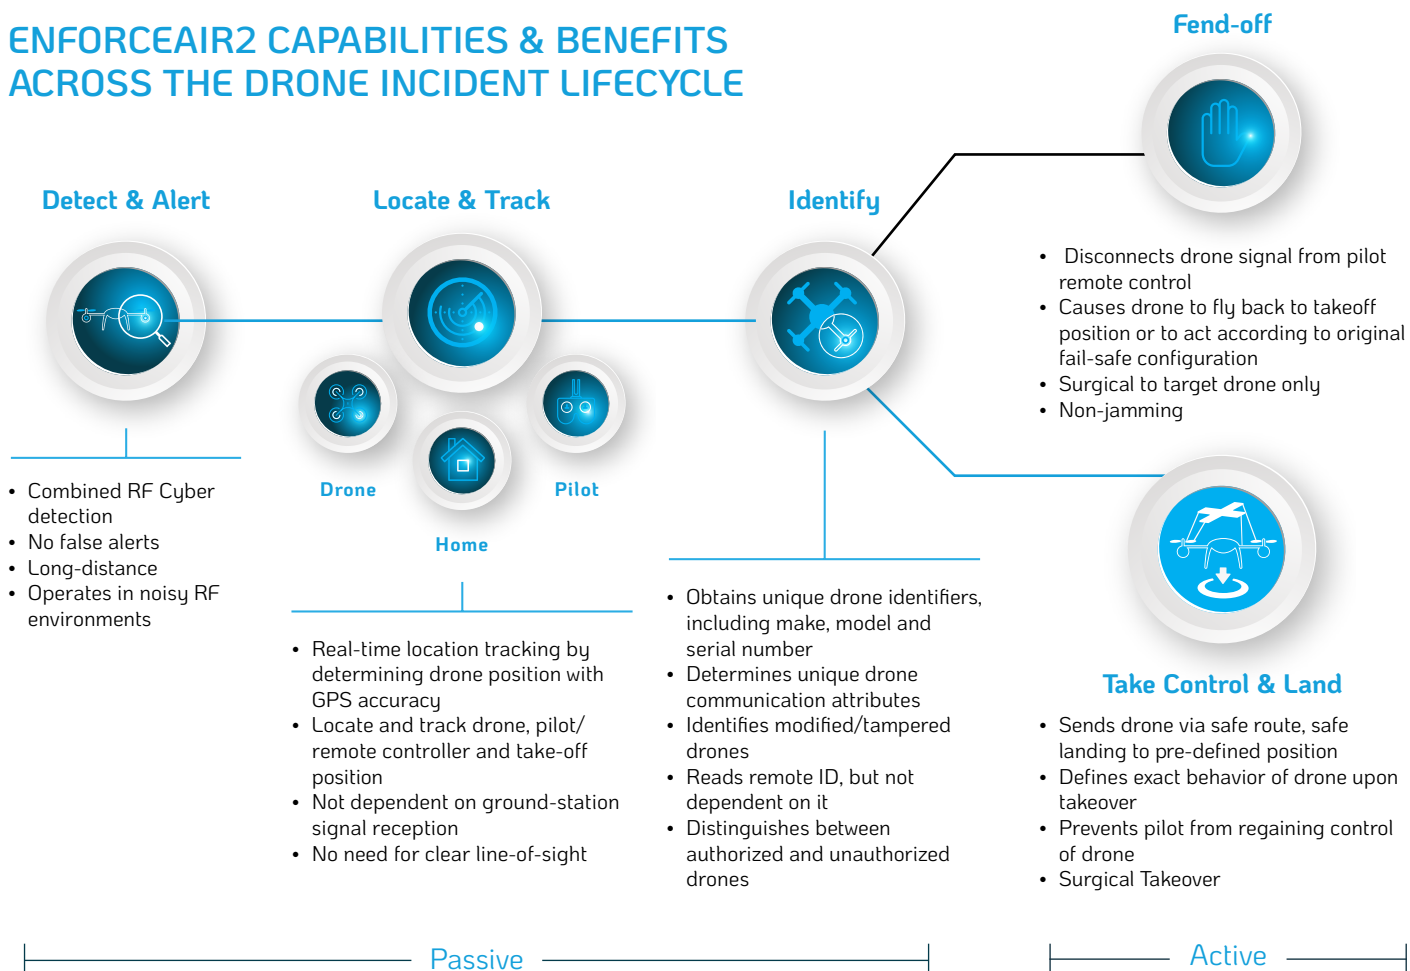 ENFORCEAIR2 CAPABILITIES & BENEFITS
ACROSS THE DRONE INCIDENT LIFECYCLE
Detect & Alert
• Combined RF Cyber
detection
• No false alerts
• Long-distance
• Operates in noisy RF
environments
Locate & Track
Drone
Home
Pilot
• Real-time location tracking by
determining drone position with
GPS accuracy
• Locate and track drone, pilot/
remote controller and take-off
position
• Not dependent on ground-station
signal reception
• No need for clear line-of-sight
Identify
• Obtains unique drone identifiers,
including make, model and
serial number
• Determines unique drone
communication attributes
• Identifies modified/tampered
drones
• Reads remote ID, but not
dependent on it
• Distinguishes between
authorized and unauthorized
drones
Fend-off
• Disconnects drone signal from pilot
remote control
• Causes drone to fly back to takeoff
position or to act according to original
fail-safe configuration
• Surgical to target drone only
• Non-jamming
Take Control & Land
• Sends drone via safe route, safe
landing to pre-defined position
• Defines exact behavior of drone upon
takeover
• Prevents pilot from regaining control
of drone
• Surgical Takeover
Passive
Active